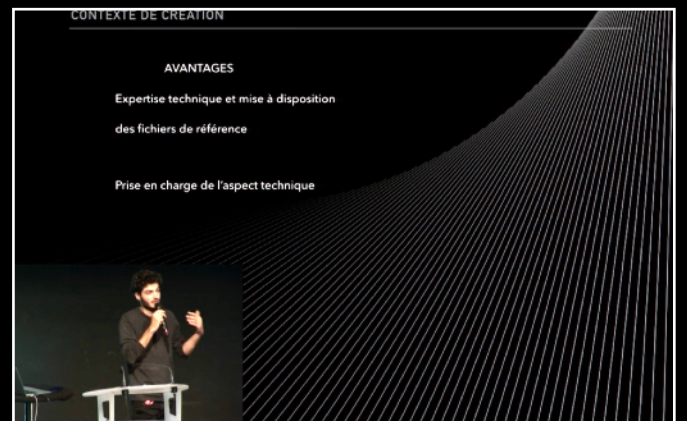 CONTEXTE DE CRÉATION
AVANTAGES
Expertise technique et mise à disposition
des fichiers de référence
Prise en charge de l'aspect technique